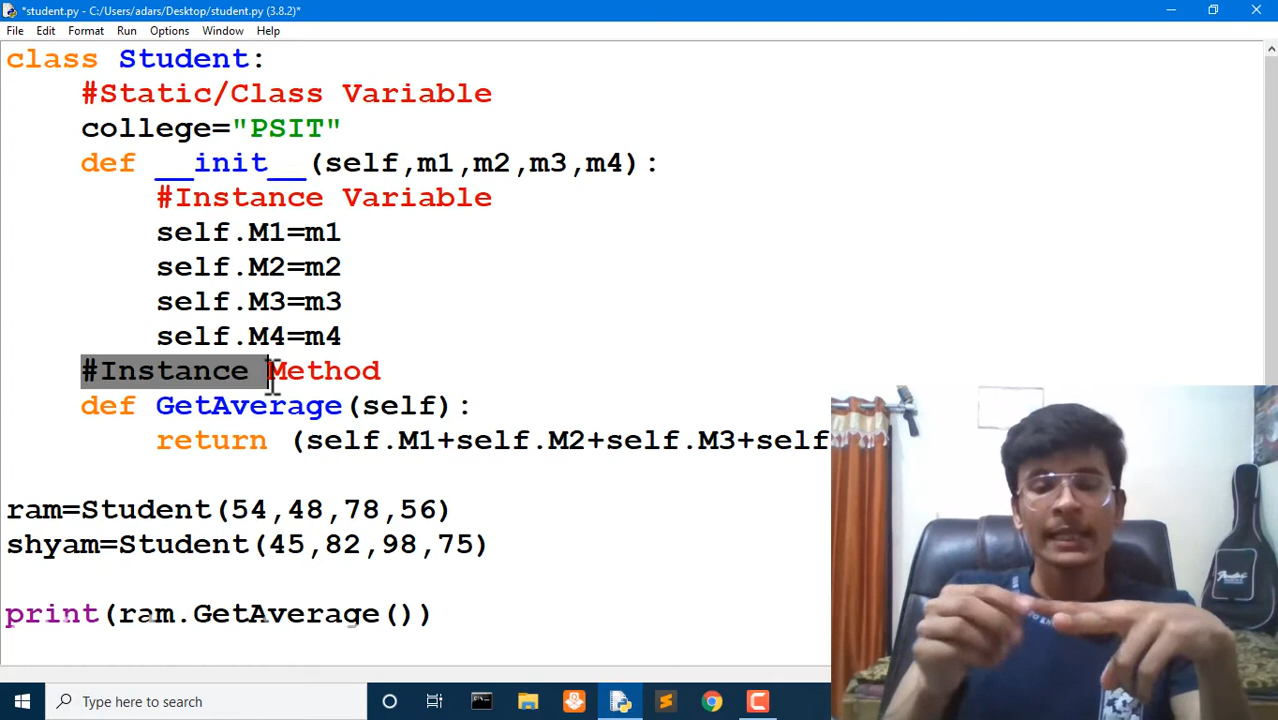 *student.py - C:/Users/adars/Desktop/student.py (3.8.2)*
File Edit Format Run Options Window Help
class Student:
#Static/Class Variable
college="PSIT"
def __init__(self,m1,m2,m3,m4):
#Instance Variable
self.M1=m1
self.M2=m2
self.M3=m3
self.M4=m4
#Instance Method
def GetAverage(self):
return (self.M1+self.M2+self.M3+self
ram=Student(54,48,78,56)
shyam=Student(45,82,98,75)
print(ram.GetAverage())
Type here to search